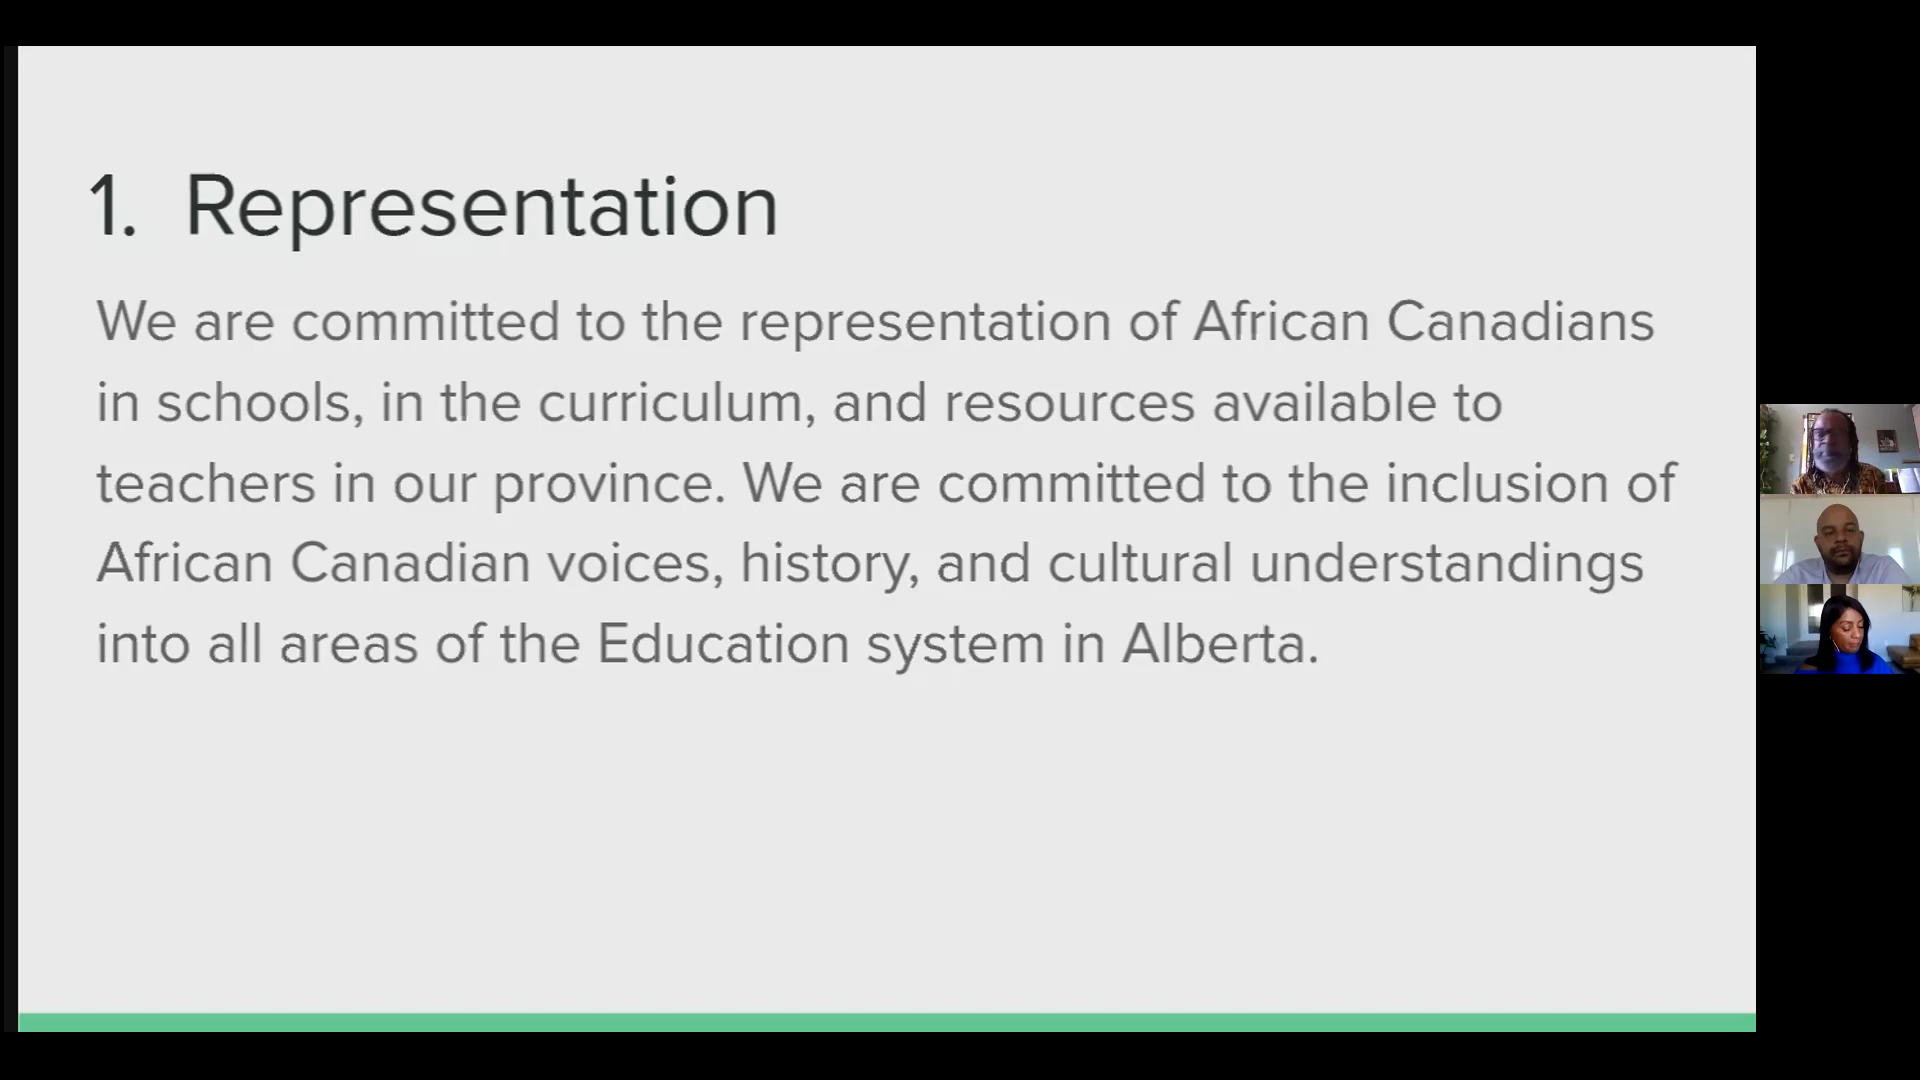 1. Representation
We are committed to the representation of African Canadians
in schools, in the curriculum, and resources available to
teachers in our province. We are committed to the inclusion of
African Canadian voices, history, and cultural understandings
into all areas of the Education system in Alberta.